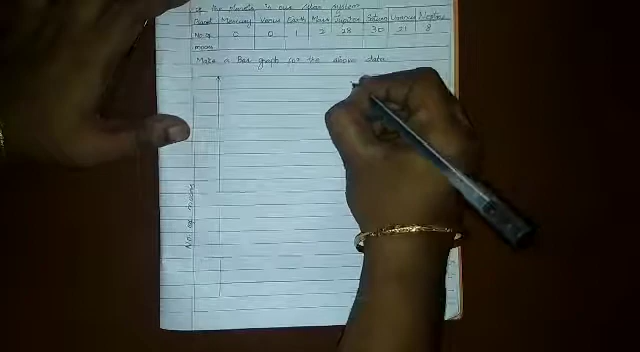 of the planets in our solar system
Planet Mercury Venus Earth Mars Jupiter Saturn Uranus Neptune
No. of moons 0 0 1 2 28 30 21 8
Make a Bar graph for the above data
No. of moons